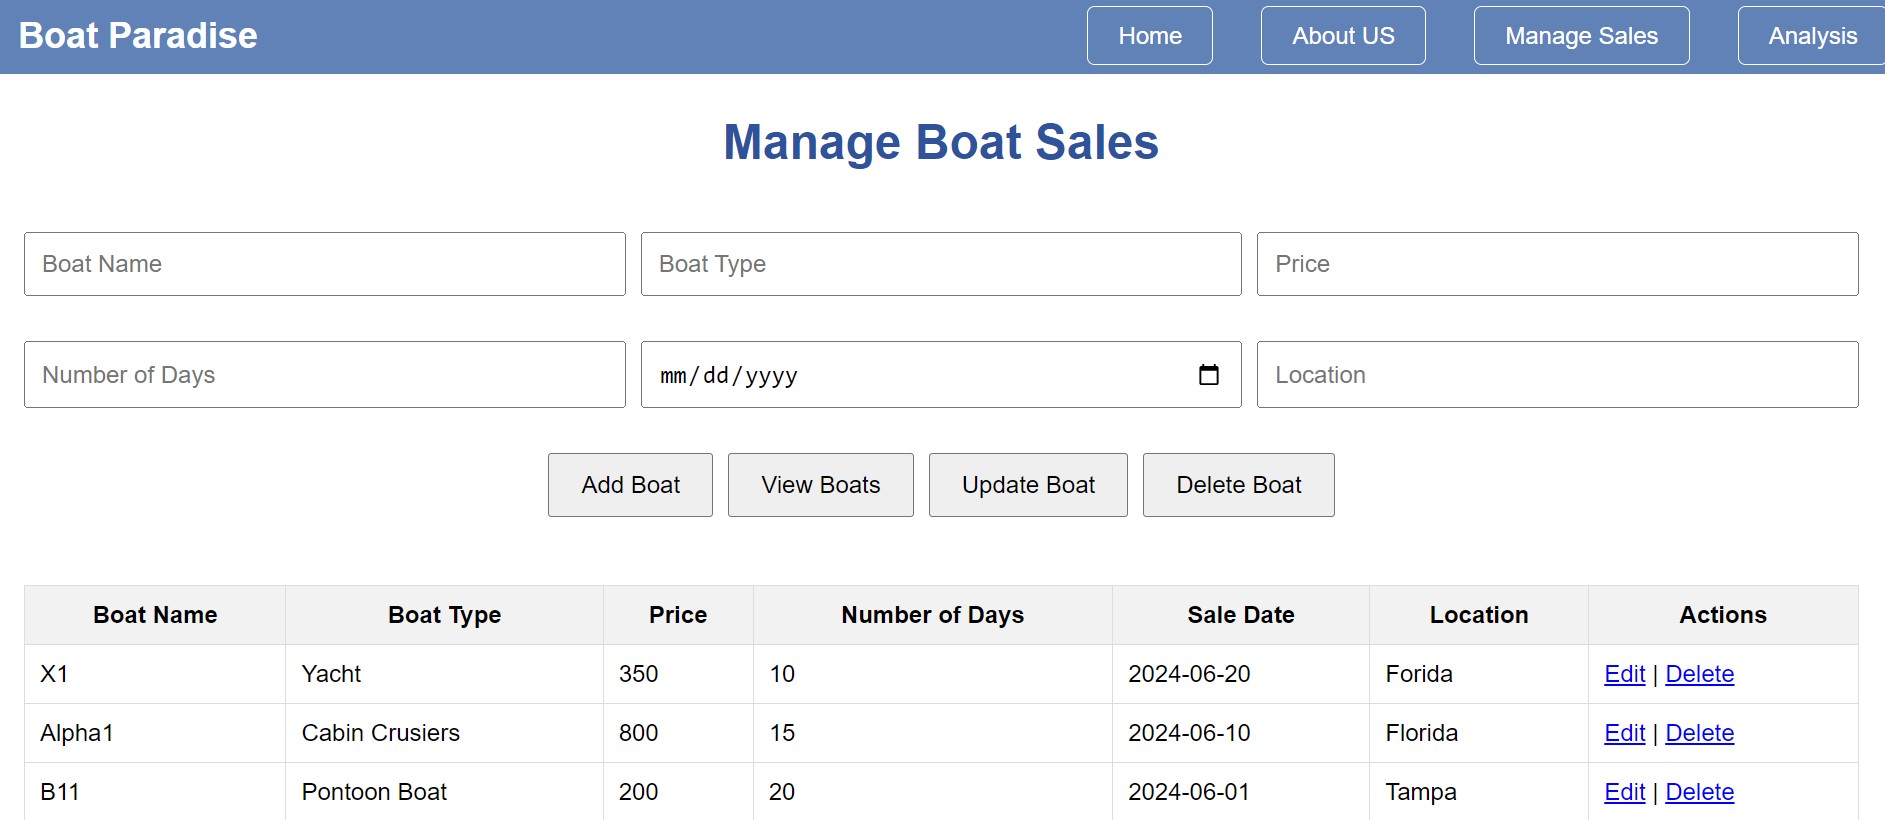 Boat Paradise Home About US Manage Sales Analysis
Manage Boat Sales
Boat Name Boat Type Price
Number of Days mm/dd/yyyy Location
Add Boat View Boats Update Boat Delete Boat
Boat Name Boat Type Price Number of Days Sale Date Location Actions
X1 Yacht 350 10 2024-06-20 Forida Edit | Delete
Alpha1 Cabin Crusiers 800 15 2024-06-10 Florida Edit | Delete
B11 Pontoon Boat 200 20 2024-06-01 Tampa Edit | Delete